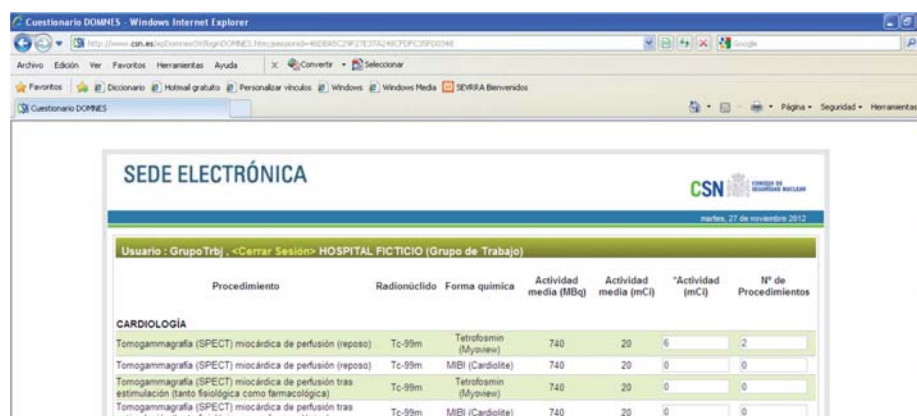 Cuestionario DOMNES - Windows Internet Explorer
Google
Archivo Edición Ver Favoritos Herramientas Ayuda X Convertir Seleccionar
Favoritos Diccionario Hotmail gratuito Personalizar vínculos Windows Windows Media SEVRRA Bienvenidos
Cuestionario DOMNES Página Seguridad Herramientas
SEDE ELECTRÓNICA
CSN CONSEJO DE SEGURIDAD NUCLEAR
martes, 27 de noviembre 2012
Usuario : GrupoTrbj , <Cerrar Sesión> HOSPITAL FICTICIO (Grupo de Trabajo)
Procedimiento Radionúclido Forma química Actividad media (MBq) Actividad media (mCi) *Actividad (mCi) Nº de Procedimientos
CARDIOLOGÍA
Tomogammagrafía (SPECT) miocárdica de perfusión (reposo) Tc-99m Tetrofosmin (Myoview) 740 20 6 2
Tomogammagrafía (SPECT) miocárdica de perfusión (reposo) Tc-99m MIBI (Cardiolite) 740 20 0 0
Tomogammagrafía (SPECT) miocárdica de perfusión tras estimulación (tanto fisiológica como farmacológica) Tc-99m Tetrofosmin (Myoview) 740 20 0 0
Tomogammagrafía (SPECT) miocárdica de perfusión tras Tc-99m MIBI (Cardiolite) 740 20 0 0